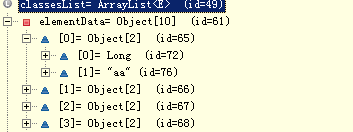 classesList= ArrayList<E> (id=49)
elementData= Object[10] (id=61)
[0]= Object[2] (id=65)
[0]= Long (id=72)
[1]= "aa" (id=76)
[1]= Object[2] (id=66)
[2]= Object[2] (id=67)
[3]= Object[2] (id=68)